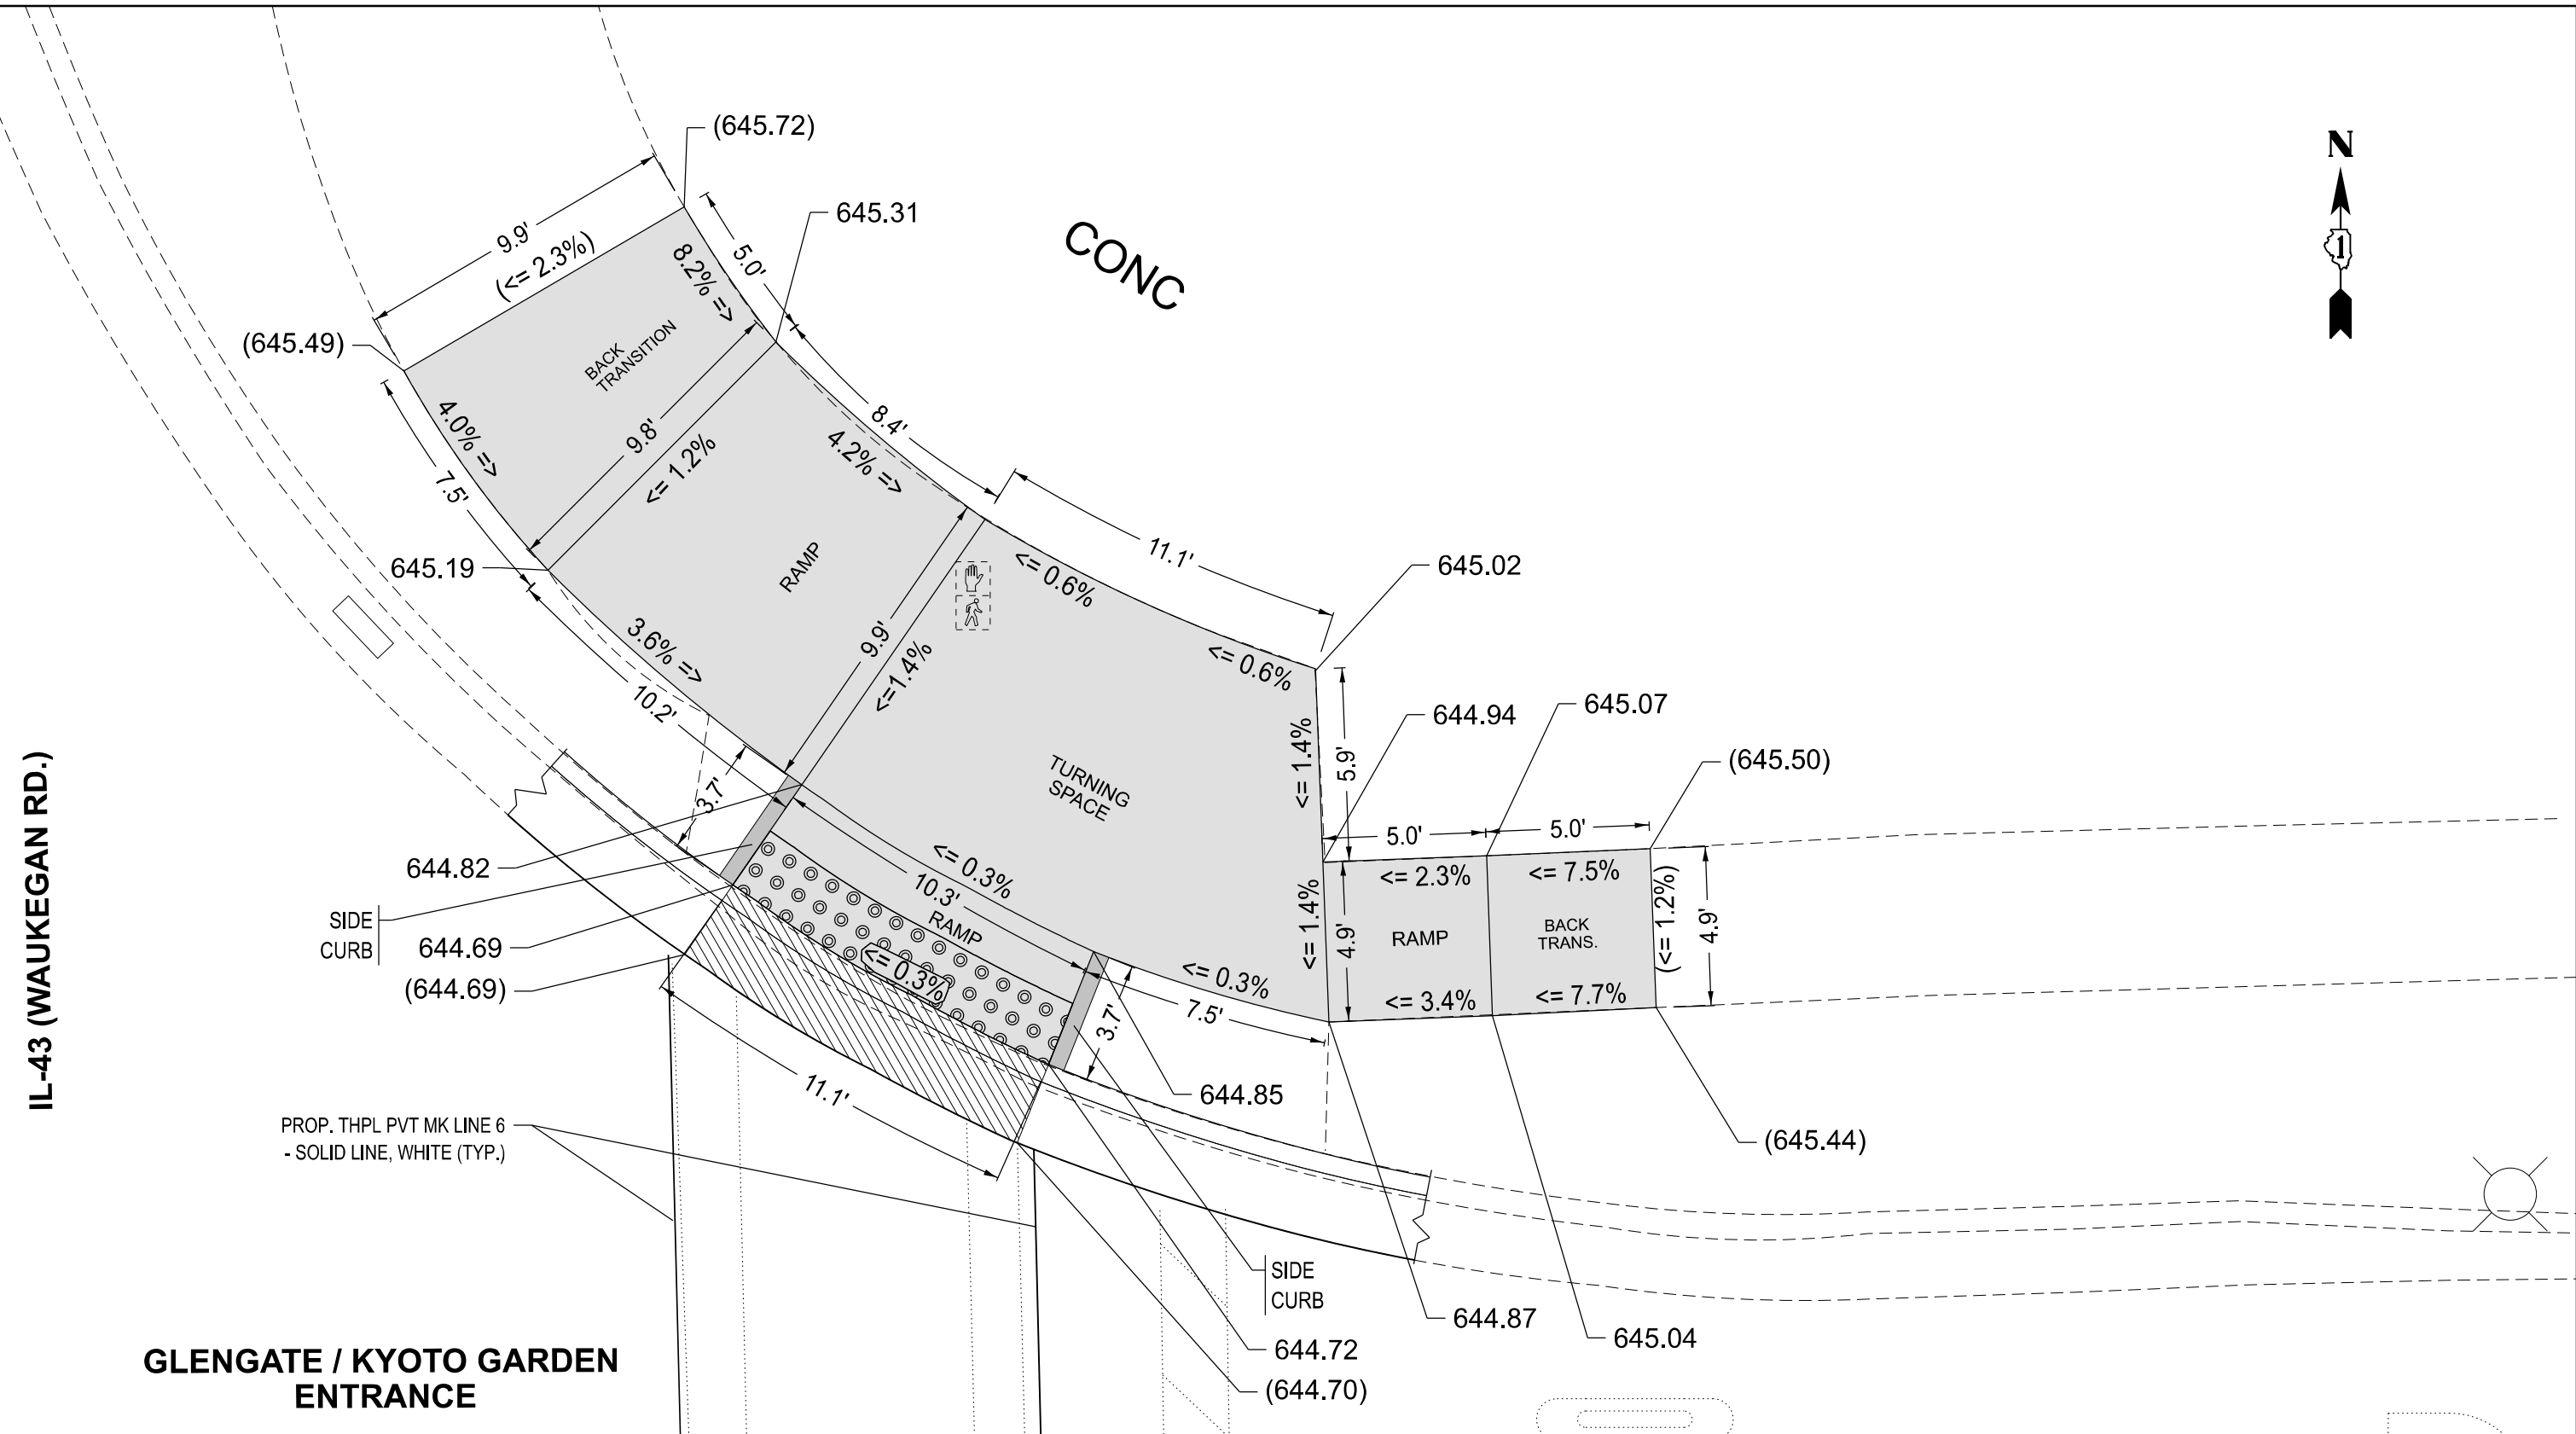 (645.72)
645.31
N
1
CONC
9.9'
(<= 2.3%)
5.0'
8.2% =>
(645.49)
BACK
TRANSITION
4.0% =>
7.5'
9.8'
<= 1.2%
8.4'
4.2% =>
11.1'
645.19
RAMP
<= 0.6%
645.02
3.6% =>
10.2'
9.9'
<=1.4%
<= 0.6%
644.94
645.07
(645.50)
<= 1.4%
5.9'
TURNING
SPACE
5.0'
5.0'
3.7'
644.82
<= 0.3%
10.3'
RAMP
<= 2.3%
<= 7.5%
<= 1.4%
4.9'
RAMP
BACK
TRANS.
(<= 1.2%)
4.9'
SIDE
CURB
644.69
(644.69)
<= 0.3%
<= 0.3%
7.5'
3.7'
<= 3.4%
<= 7.7%
IL-43 (WAUKEGAN RD.)
11.1'
644.85
PROP. THPL PVT MK LINE 6
- SOLID LINE, WHITE (TYP.)
(645.44)
SIDE
CURB
644.87
645.04
644.72
(644.70)
GLENGATE / KYOTO GARDEN
ENTRANCE